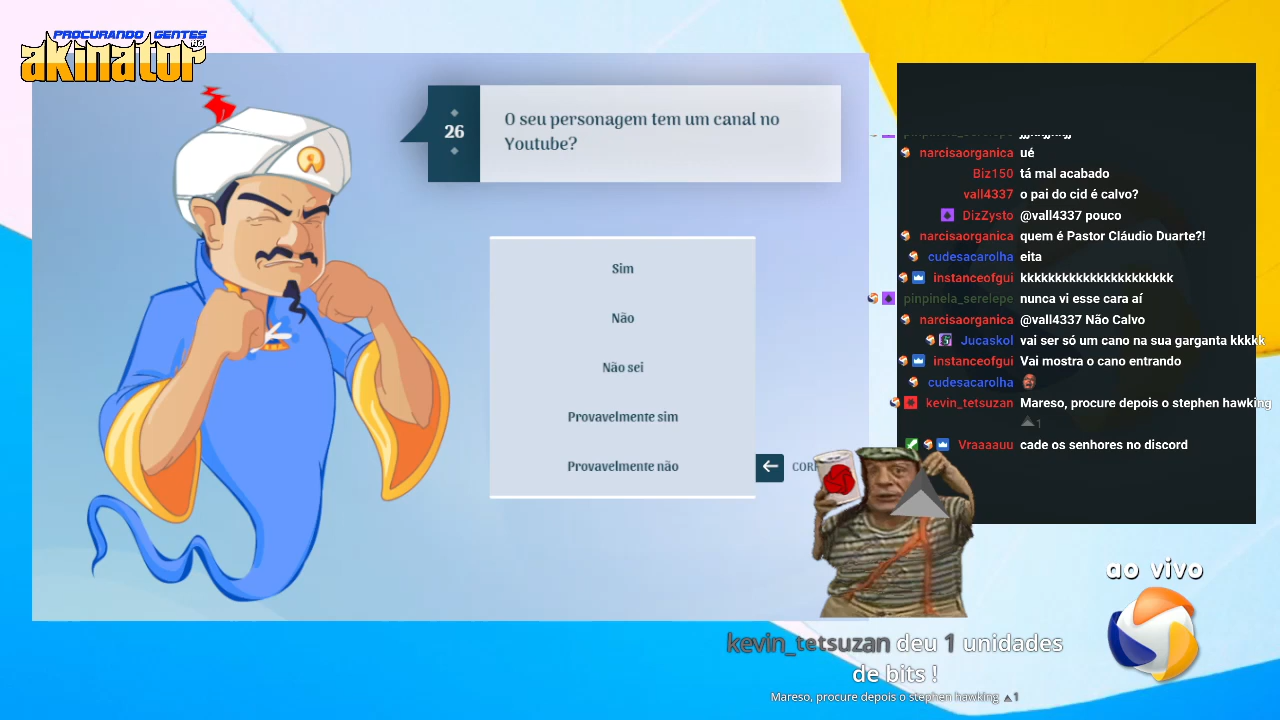 PROCURANDO GENTES
NO
akinator
26
O seu personagem tem um canal no
Youtube?
Sim
Não
Não sei
Provavelmente sim
Provavelmente não
narcisaorganica ué
Biz150 tá mal acabado
vall4337 o pai do cid é calvo?
DizZysto @vall4337 pouco
narcisaorganica quem é Pastor Cláudio Duarte?!
cudesacarolha eita
instanceofgui kkkkkkkkkkkkkkkkkkkkkk
pinpinela_serelepe nunca vi esse cara aí
narcisaorganica @vall4337 Não Calvo
Jucaskol vai ser só um cano na sua garganta kkkkk
instanceofgui Vai mostra o cano entrando
cudesacarolha
kevin_tetsuzan Mareso, procure depois o stephen hawking
1
Vraaauu cade os senhores no discord
ao vivo
kevin_tetsuzan deu 1 unidades
de bits !
Mareso, procure depois o stephen hawking 1